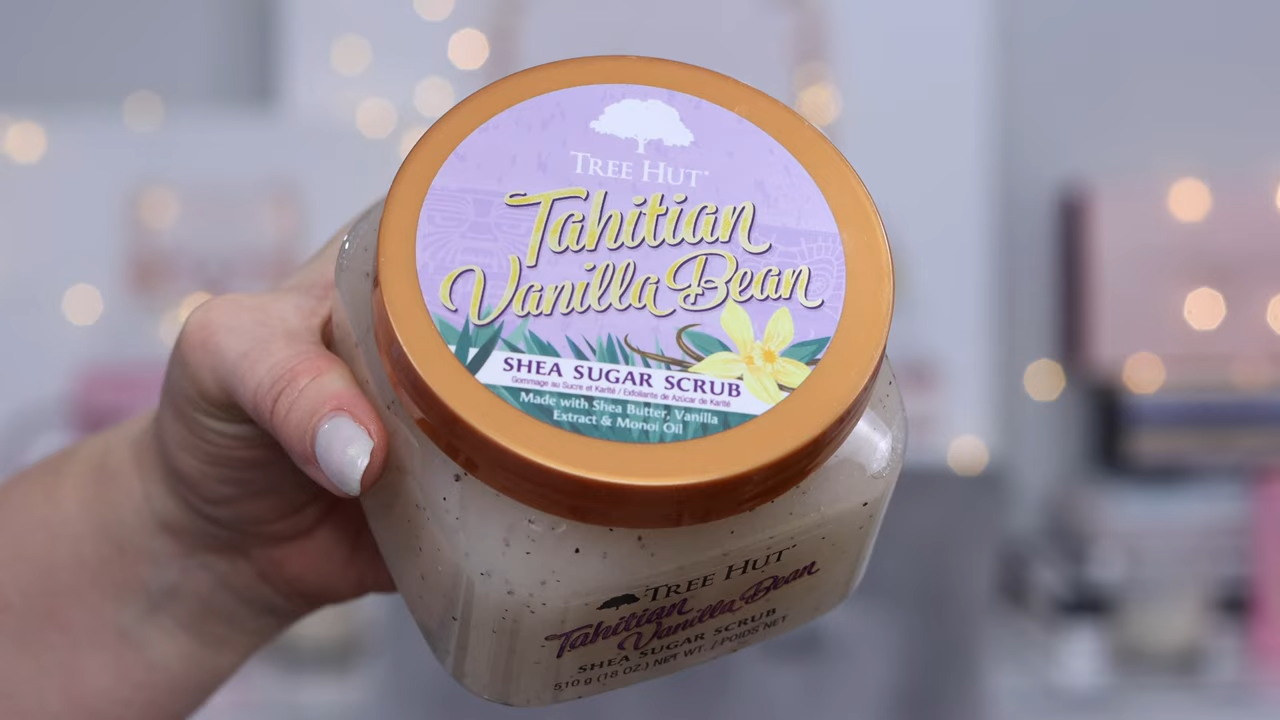 TREE HUT
Tahitian
Vanilla Bean
SHEA SUGAR SCRUB
Gommage au Sucre et Karité / Exfoliante de Azúcar de Karité
Made with Shea Butter, Vanilla
Extract & Monoi Oil
TREE HUT
Tahitian
Vanilla Bean
SHEA SUGAR SCRUB
510 g (18 OZ.) NET WT. / POIDS NET